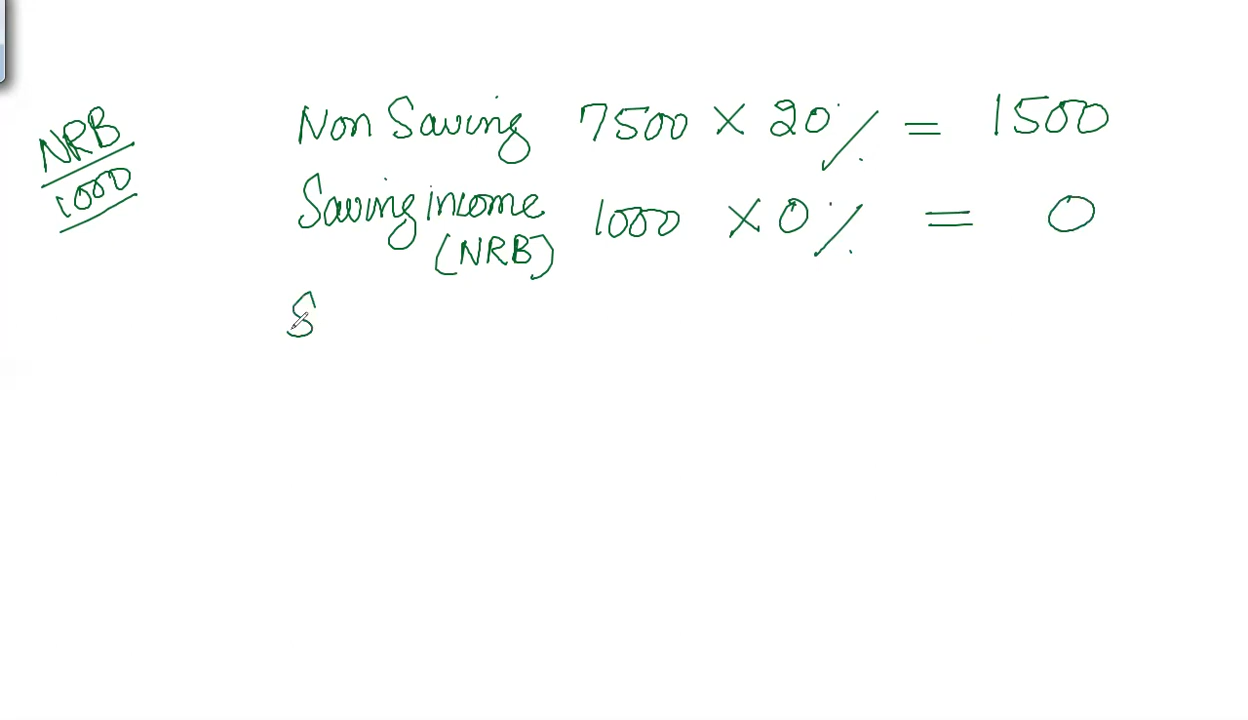 NRB
1000
Non Saving 7500 × 20% = 1500
Saving income 1000 × 0% = 0
(NRB)
S